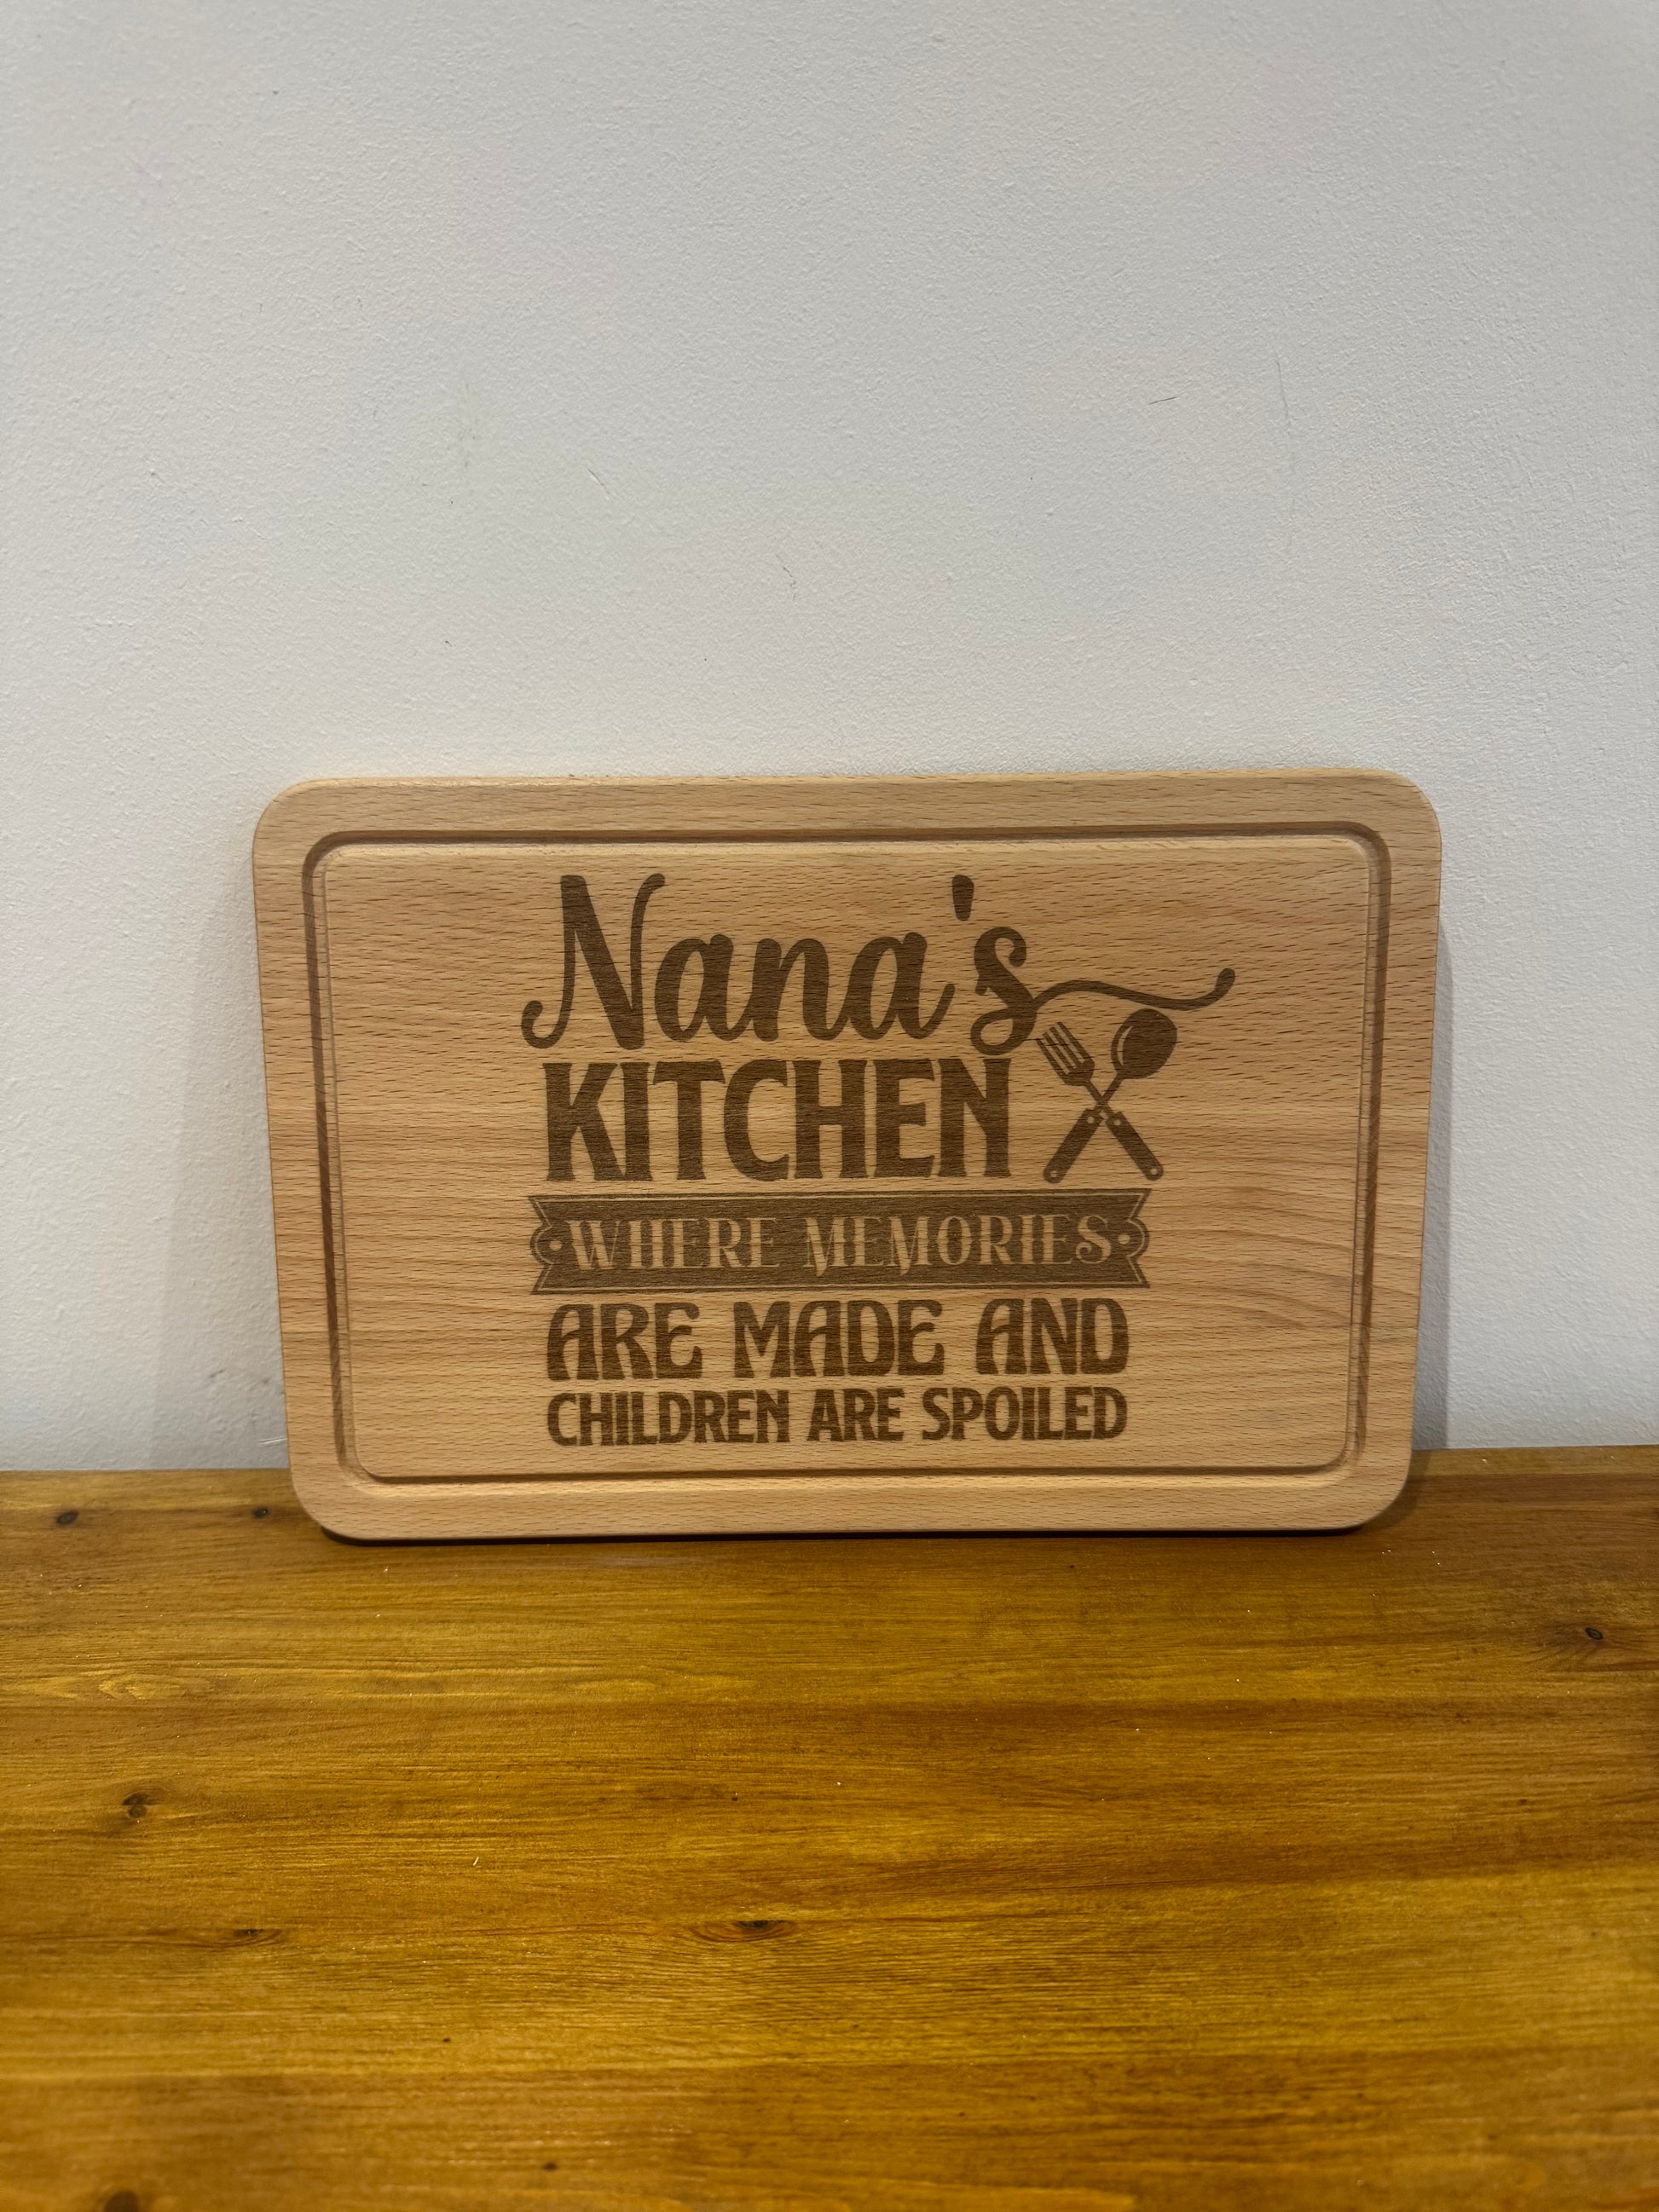 Nana's
KITCHEN
WHERE MEMORIES
ARE MADE AND
CHILDREN ARE SPOILED